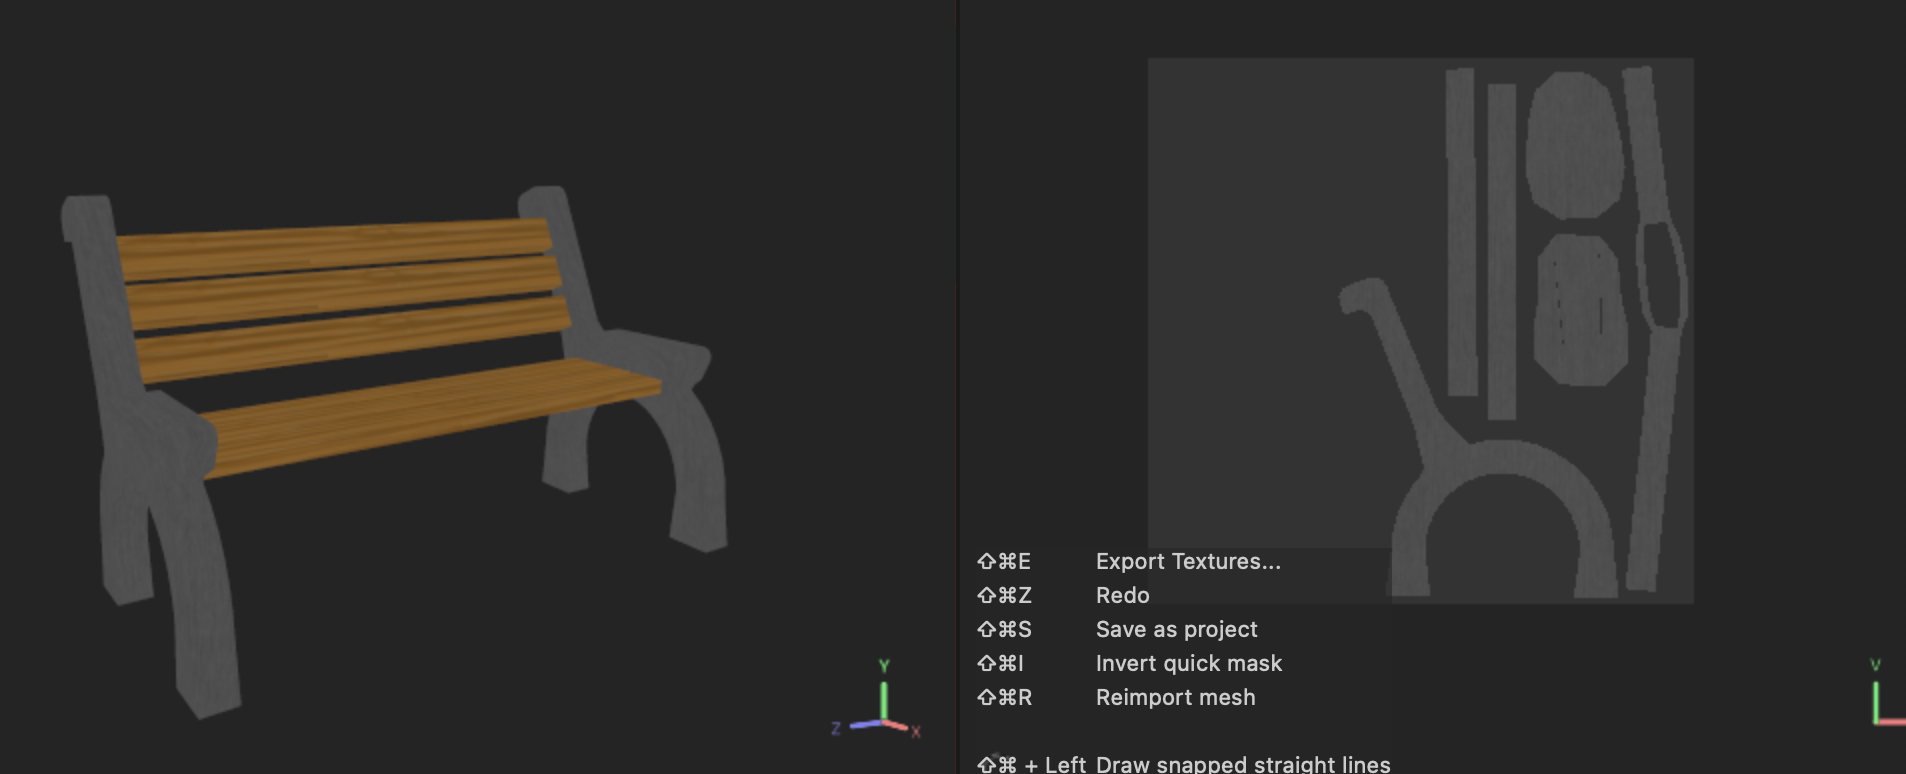 ⇧⌘E Export Textures...
⇧⌘Z Redo
⇧⌘S Save as project
⇧⌘I Invert quick mask
⇧⌘R Reimport mesh
⇧⌘ + Left Draw snapped straight lines
Y
Z X
V